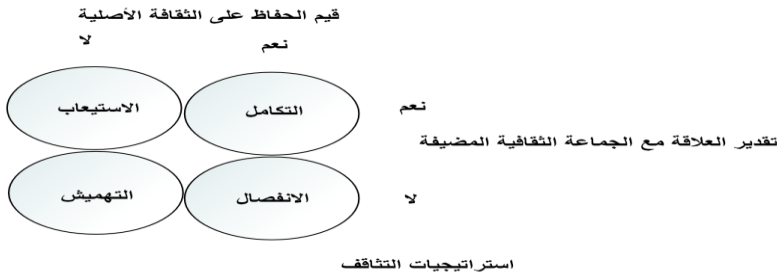 قيم الحفاظ على الثقافة الأصلية
نعم لا
نعم التكامل الاستيعاب
تقدير العلاقة مع الجماعة الثقافية المضيفة
لا الانفصال التهميش
استراتيجيات التثاقف